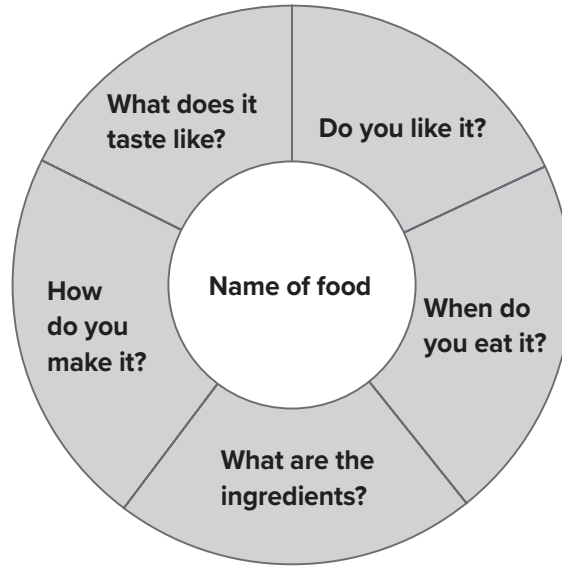 What does it
taste like?
Do you like it?
Name of food
How
do you
make it?
When do
you eat it?
What are the
ingredients?